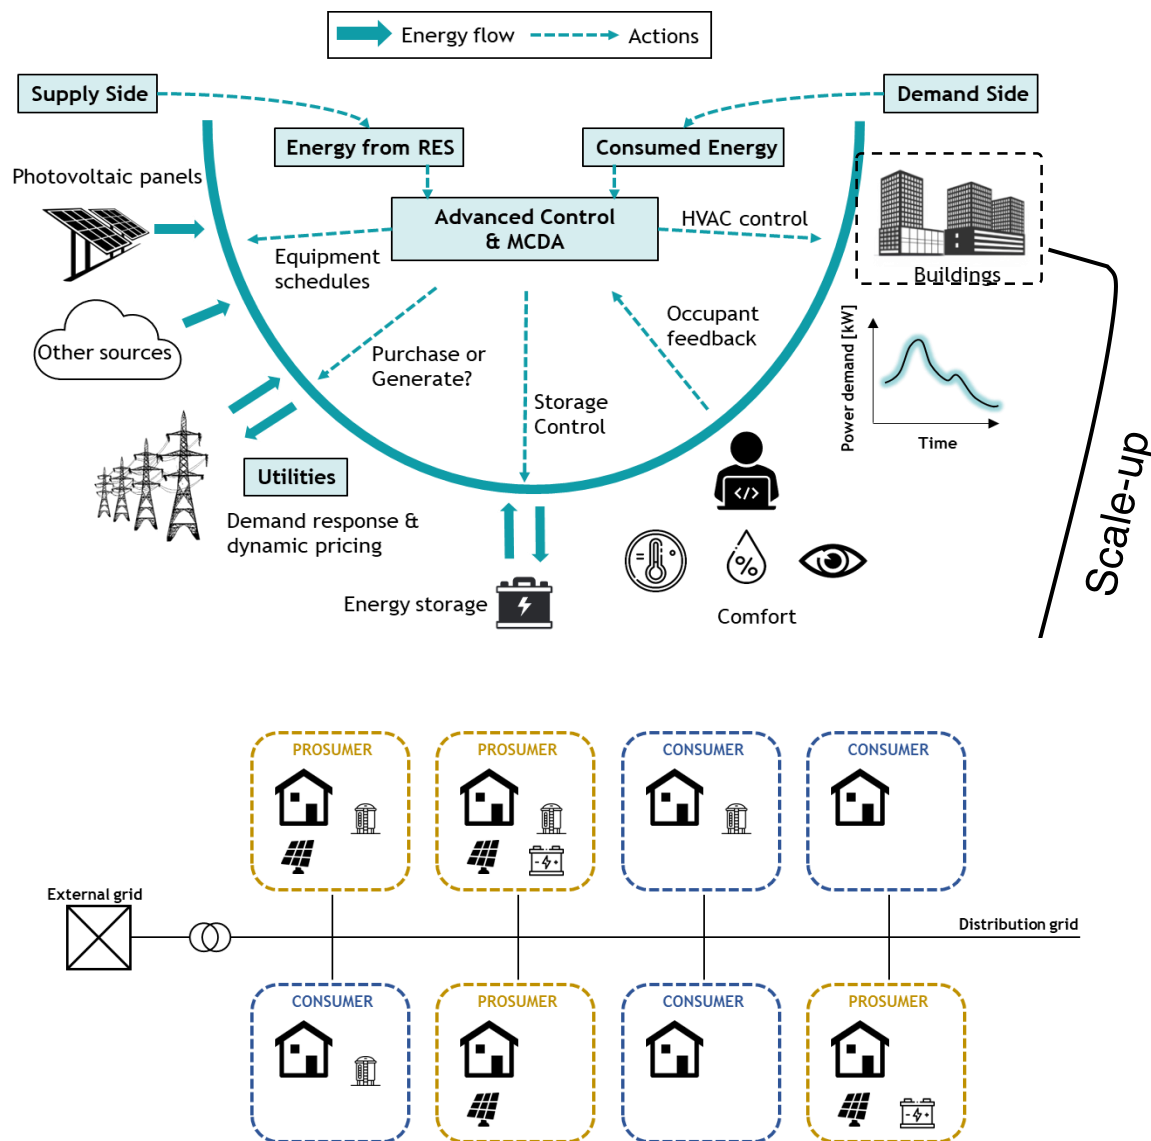 Energy flow
Actions
Supply Side
Demand Side
Energy from RES
Consumed Energy
Photovoltaic panels
Advanced Control
& MCDA
HVAC control
Equipment
schedules
Buildings
Other sources
Purchase or
Generate?
Occupant
feedback
Storage
Control
Power demand [kW]
Time
Scale-up
Utilities
Demand response &
dynamic pricing
</>
%
Energy storage
Comfort
PROSUMER
PROSUMER
CONSUMER
CONSUMER
External grid
Distribution grid
CONSUMER
PROSUMER
CONSUMER
PROSUMER